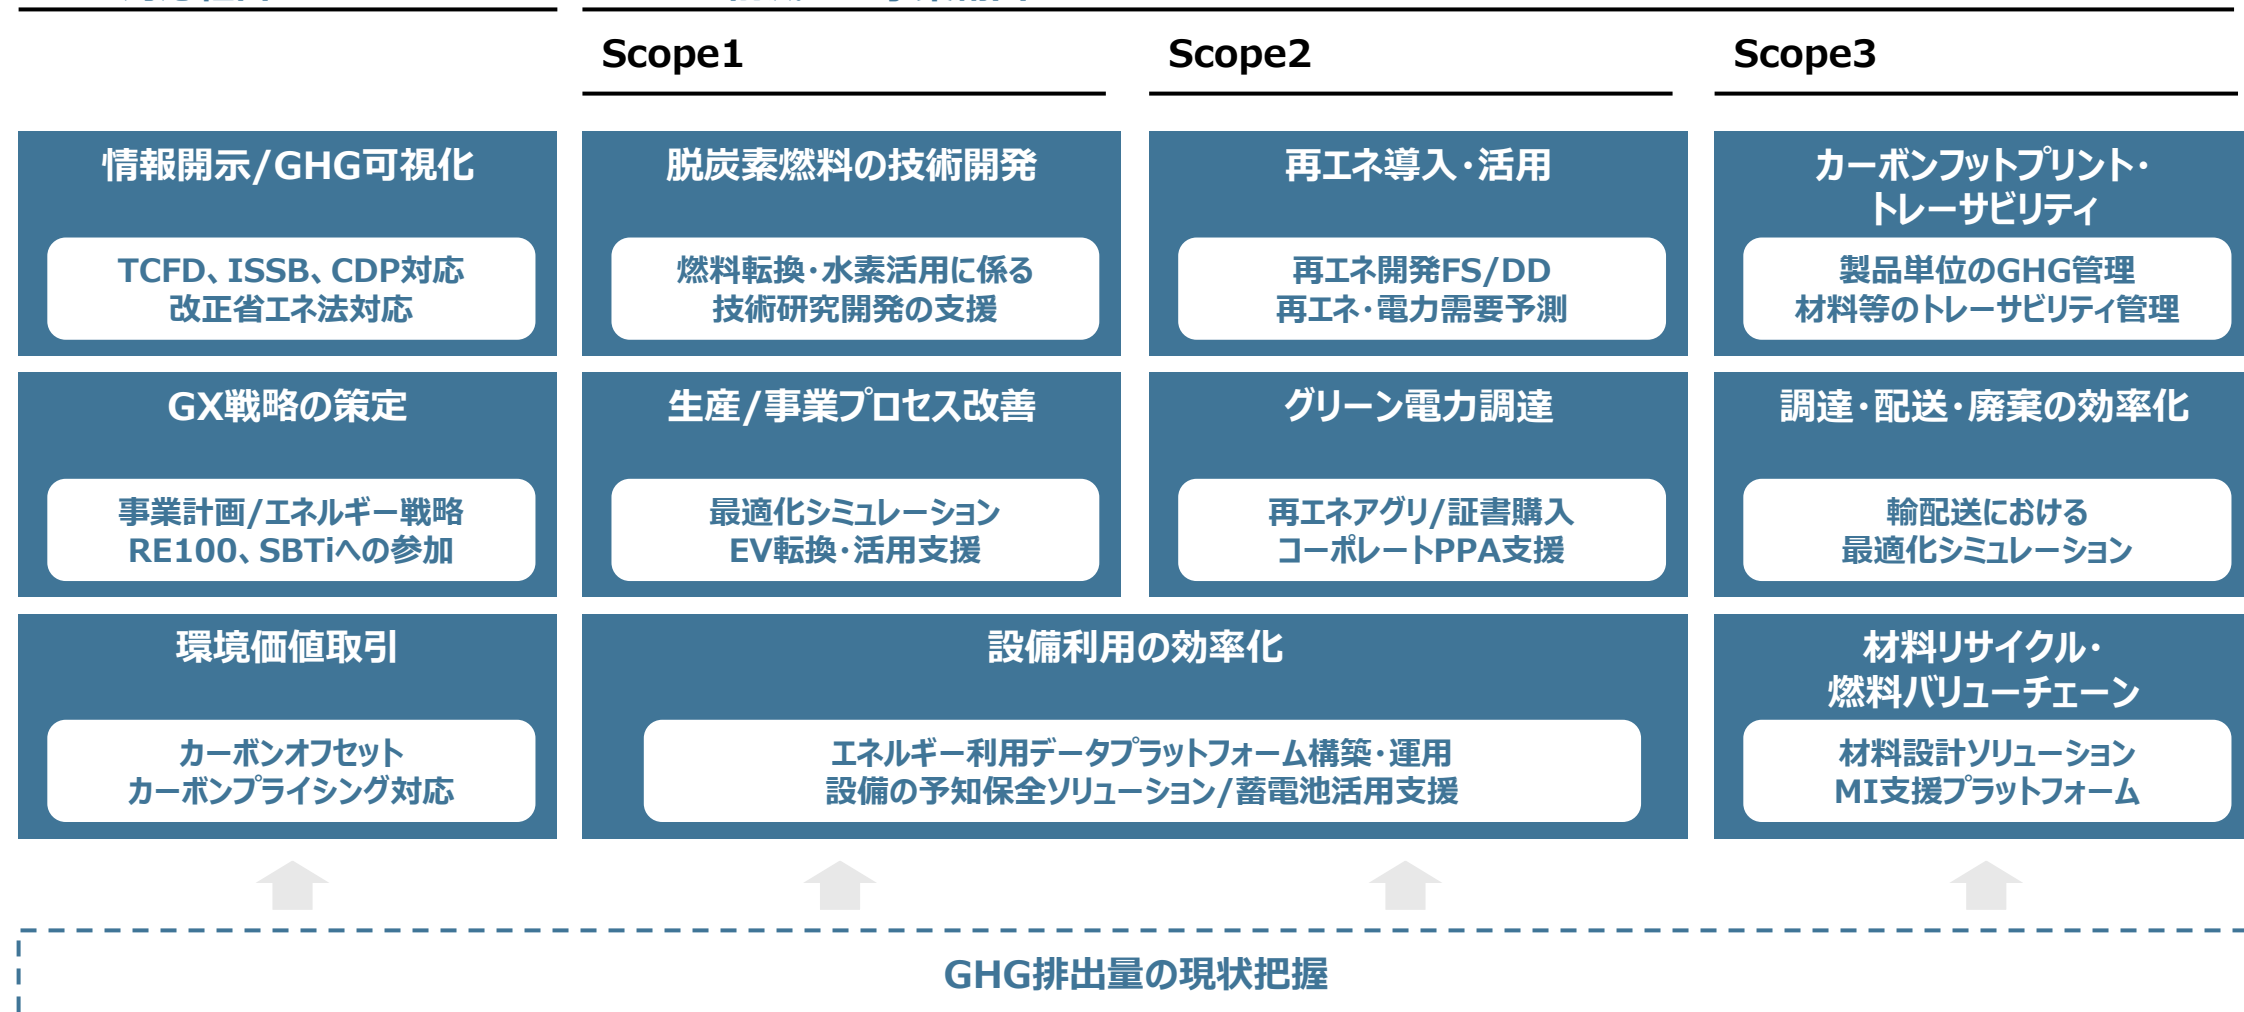 Scope1
Scope2
Scope3
情報開示/GHG可視化
TCFD、ISSB、CDP対応
改正省エネ法対応
脱炭素燃料の技術開発
燃料転換・水素活用に係る
技術研究開発の支援
再エネ導入・活用
再エネ開発FS/DD
再エネ・電力需要予測
カーボンフットプリント・
トレーサビリティ
製品単位のGHG管理
材料等のトレーサビリティ管理
GX戦略の策定
事業計画/エネルギー戦略
RE100、SBTiへの参加
生産/事業プロセス改善
最適化シミュレーション
EV転換・活用支援
グリーン電力調達
再エネアグリ/証書購入
コーポレートPPA支援
調達・配送・廃棄の効率化
輸配送における
最適化シミュレーション
環境価値取引
カーボンオフセット
カーボンプライシング対応
設備利用の効率化
エネルギー利用データプラットフォーム構築・運用
設備の予知保全ソリューション/蓄電池活用支援
材料リサイクル・
燃料バリューチェーン
材料設計ソリューション
MI支援プラットフォーム
GHG排出量の現状把握